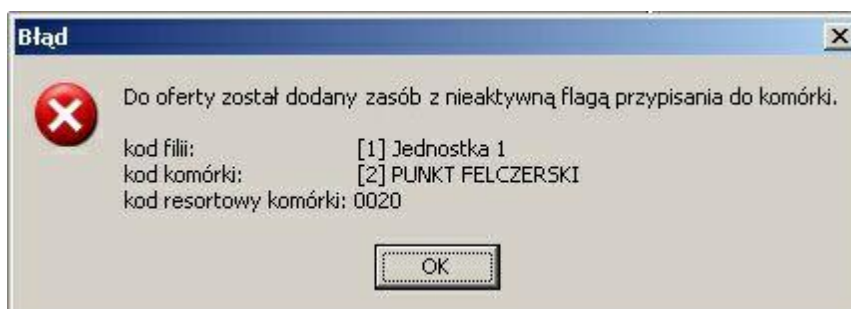 Błąd
Do oferty został dodany zasób z nieaktywną flagą przypisania do komórki.
kod filii: [1] Jednostka 1
kod komórki: [2] PUNKT FELCZERSKI
kod resortowy komórki: 0020
OK